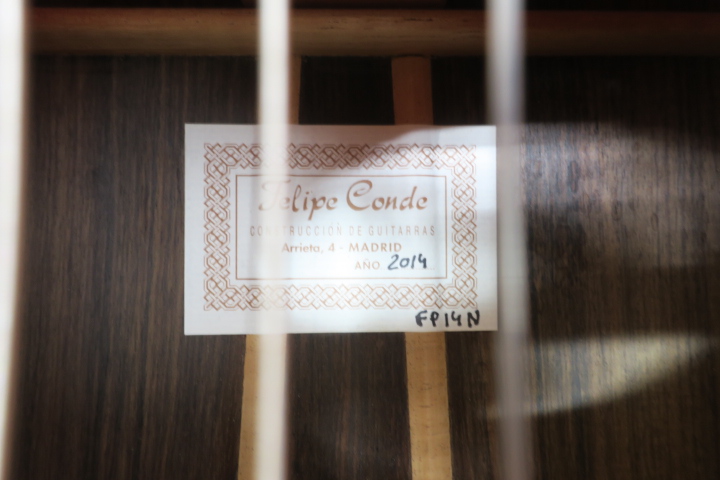 Felipe Conde
CONSTRUCCIÓN DE GUITARRAS
Arrieta, 4 - MADRID
AÑO 2014
FP14N